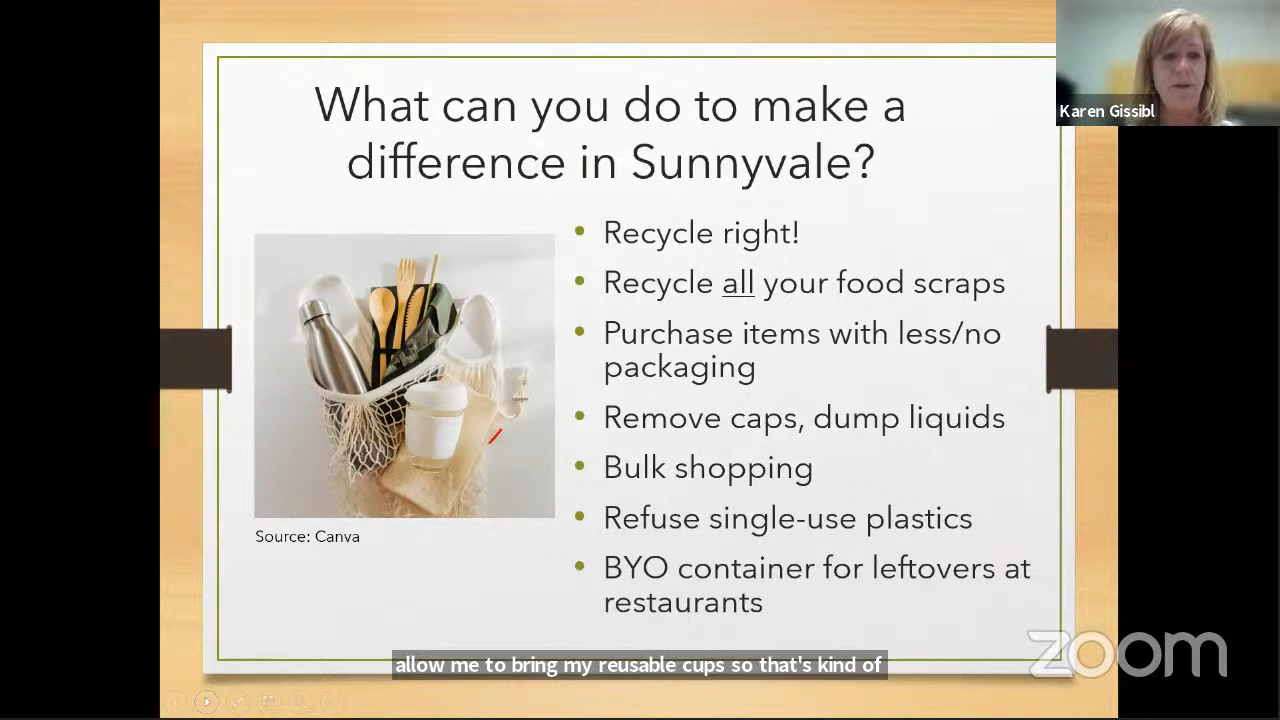 What can you do to make a
difference in Sunnyvale?
Karen Gissibl
• Recycle right!
• Recycle all your food scraps
• Purchase items with less/no
packaging
• Remove caps, dump liquids
• Bulk shopping
• Refuse single-use plastics
• BYO container for leftovers at
restaurants
Source: Canva
allow me to bring my reusable cups so that's kind of
zoom